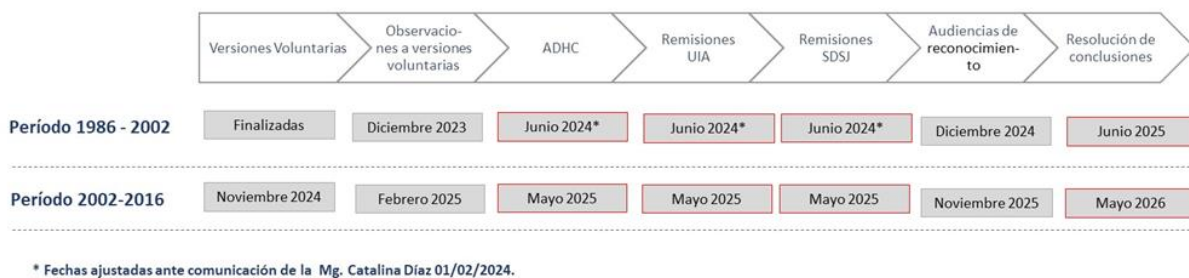 Versiones Voluntarias
Observacio-
nes a versiones
voluntarias
ADHC
Remisiones
UIA
Remisiones
SDSJ
Audiencias de
reconocimien-
to
Resolución de
conclusiones
Período 1986 - 2002
Finalizadas
Diciembre 2023
Junio 2024*
Junio 2024*
Junio 2024*
Diciembre 2024
Junio 2025
Período 2002-2016
Noviembre 2024
Febrero 2025
Mayo 2025
Mayo 2025
Mayo 2025
Noviembre 2025
Mayo 2026
* Fechas ajustadas ante comunicación de la Mg. Catalina Díaz 01/02/2024.